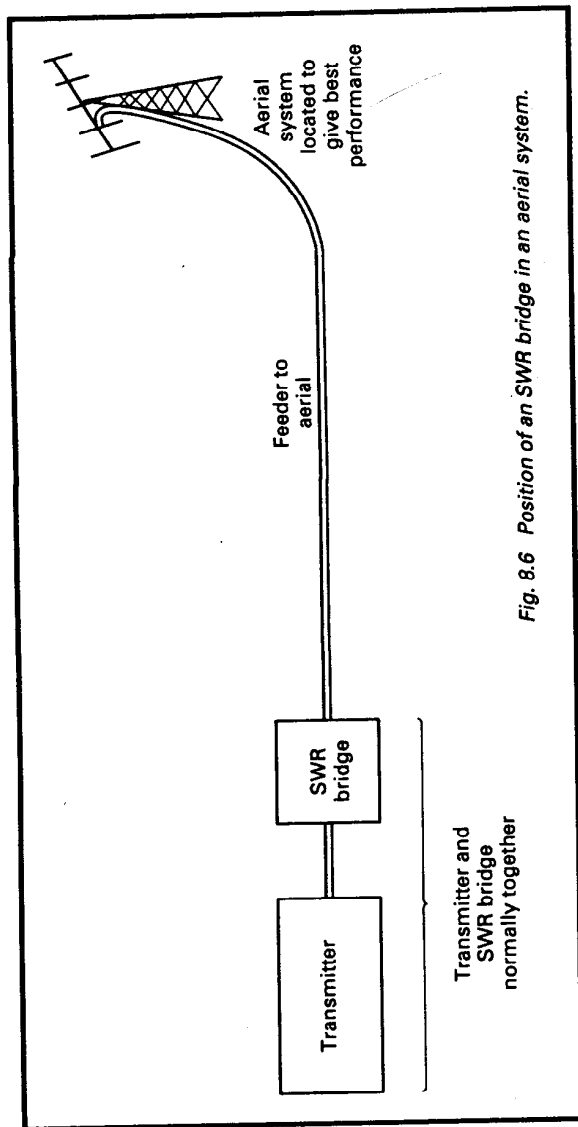 Transmitter
SWR
bridge
Transmitter and
SWR bridge
normally together
Feeder to
aerial
Aerial
system
located to
give best
performance
Fig. 8.6 Position of an SWR bridge in an aerial system.